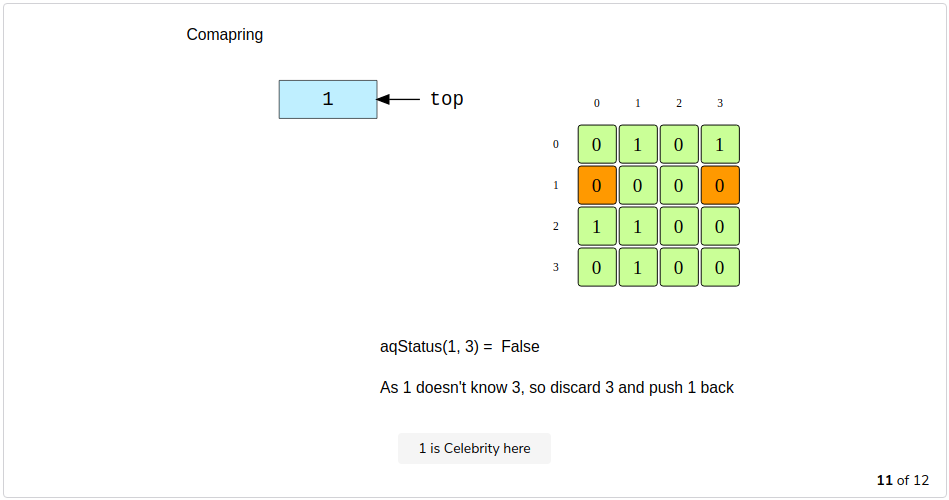 Comapring
1 top
0 1 2 3
0 0 1 0 1
1 0 0 0 0
2 1 1 0 0
3 0 1 0 0
aqStatus(1, 3) = False
As 1 doesn't know 3, so discard 3 and push 1 back
1 is Celebrity here
11 of 12